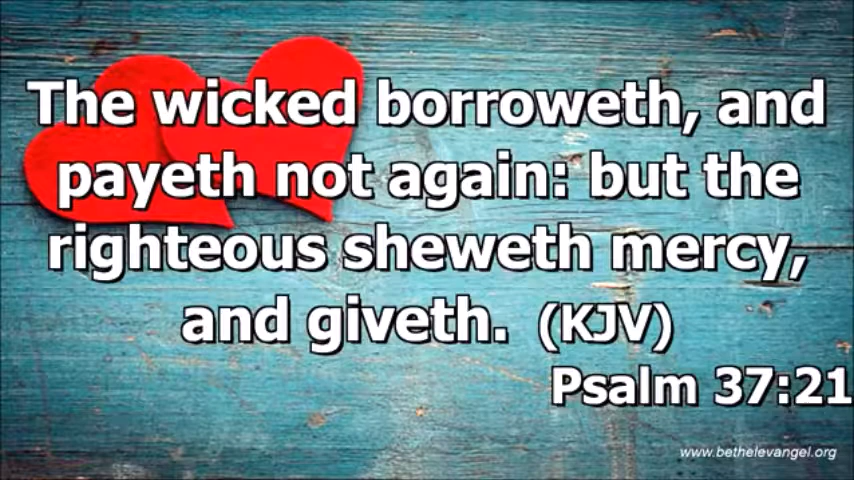 The wicked borroweth, and
payeth not again: but the
righteous sheweth mercy,
and giveth. (KJV)
Psalm 37:21
www.bethelevangel.org